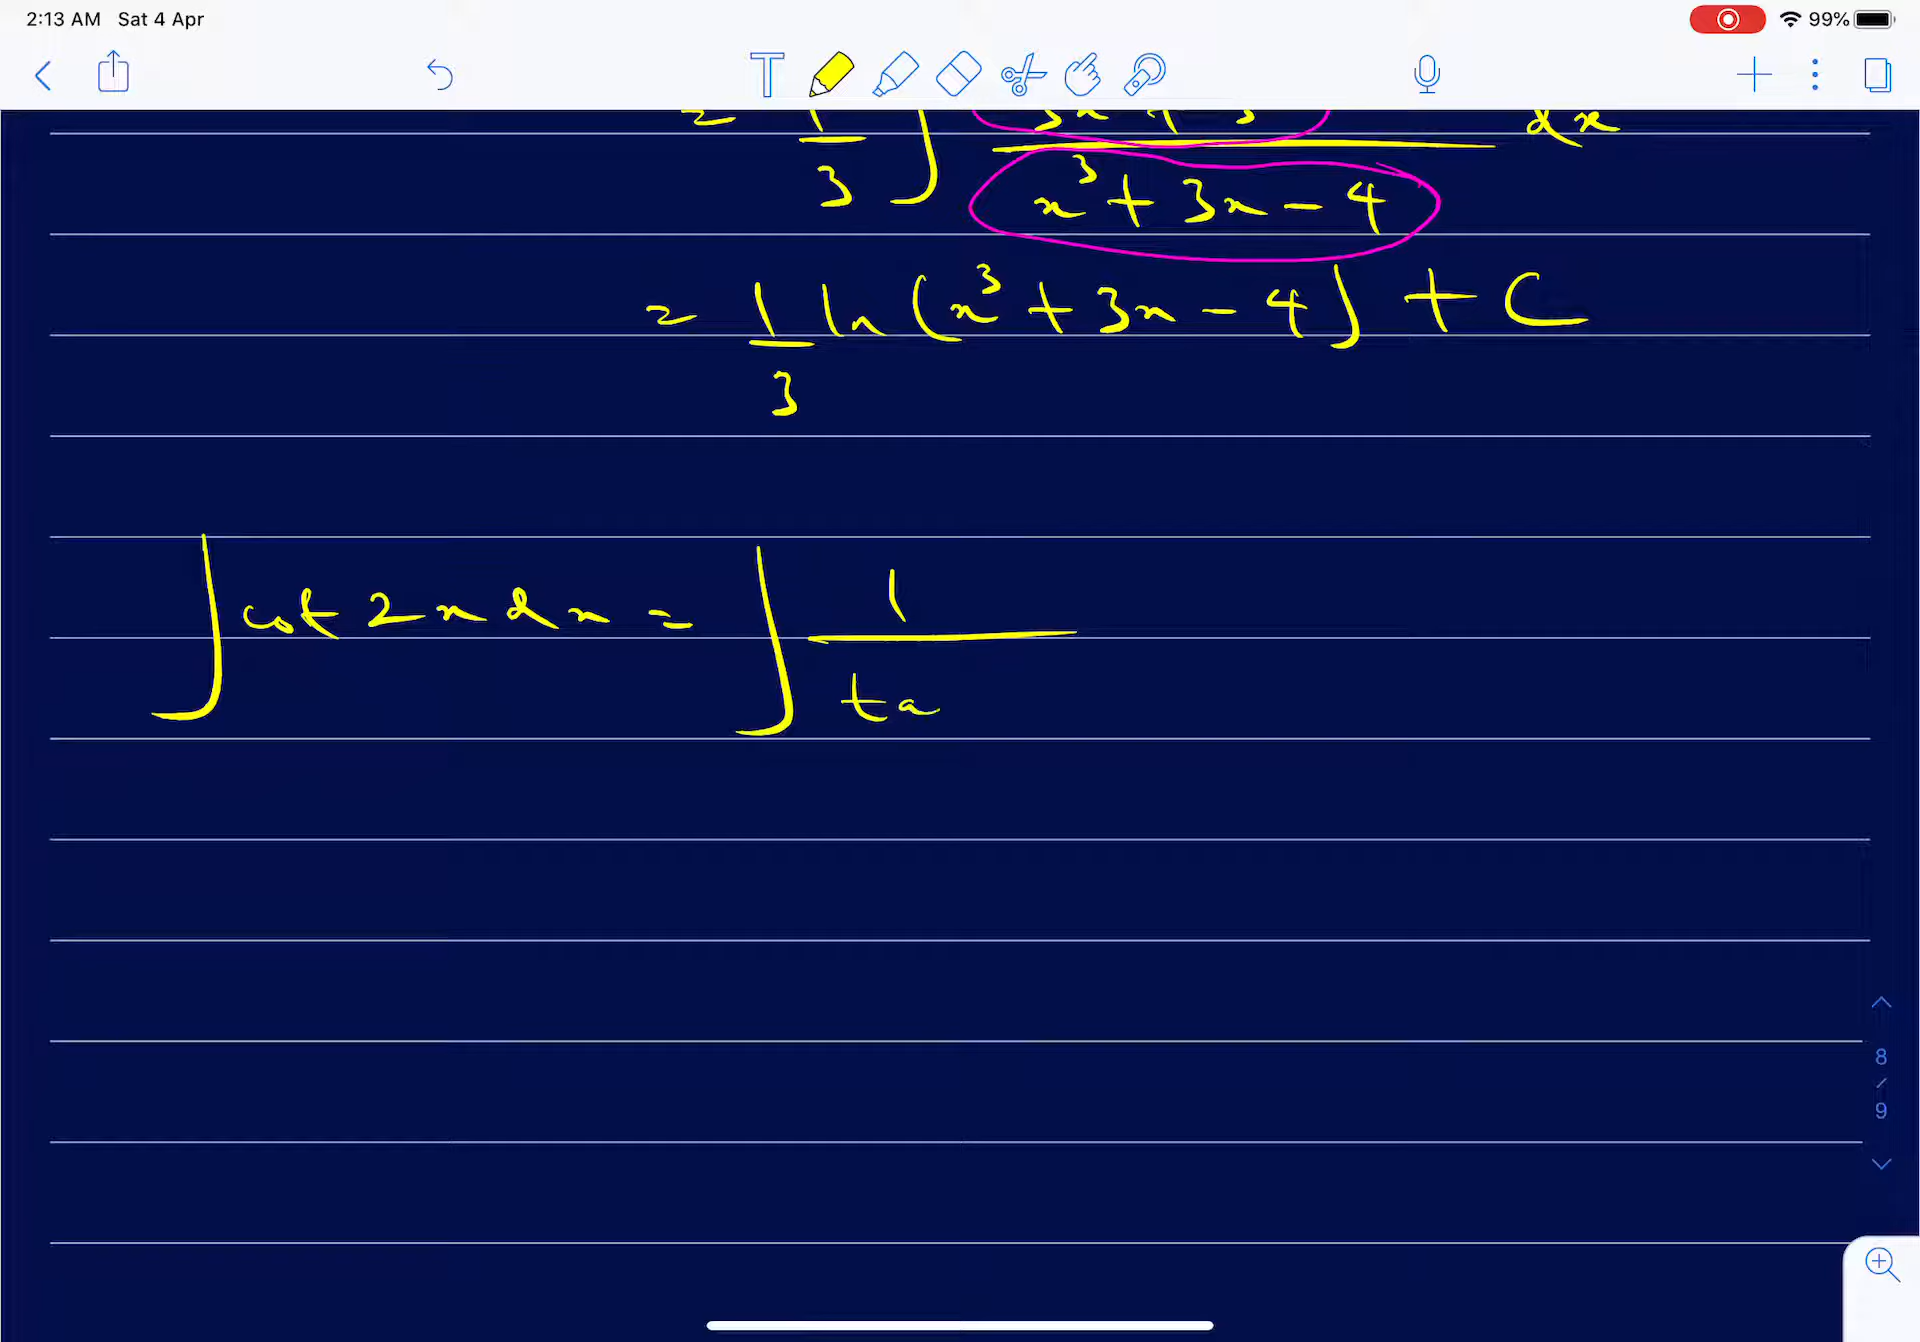 2:13 AM Sat 4 Apr 99%
= 1/3 ∫ dx
x³ + 3x - 4
= 1/3 ln (x³ + 3x - 4) + C
∫ cot 2x dx = ∫ 1/ta
8
/
9